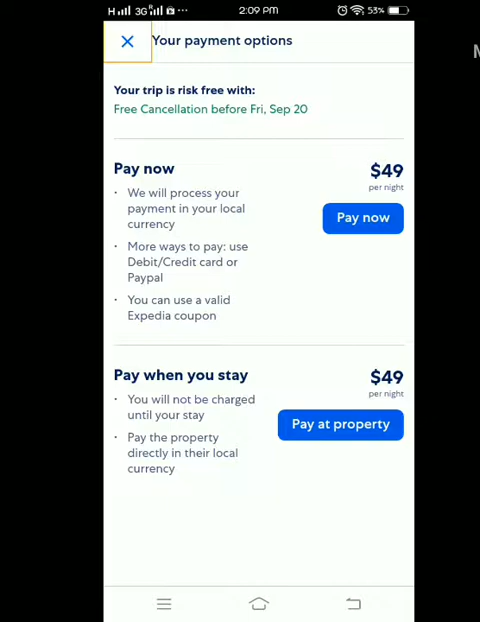 H 3G R ... 2:09 PM 53%
Your payment options
Your trip is risk free with:
Free Cancellation before Fri, Sep 20
Pay now
$49
per night
· We will process your
payment in your local
currency
Pay now
· More ways to pay: use
Debit/Credit card or
Paypal
· You can use a valid
Expedia coupon
Pay when you stay
$49
per night
· You will not be charged
until your stay
Pay at property
· Pay the property
directly in their local
currency